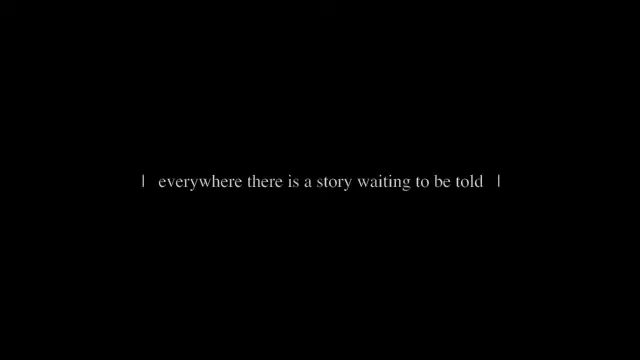 | everywhere there is a story waiting to be told |